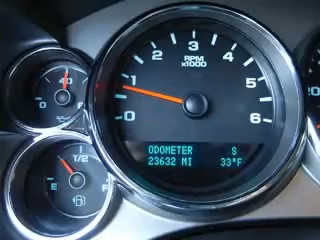 0 1 2 3 4 5 6
RPM
x1000
0 40
E 1/2 F
ODOMETER S
23632 MI 33°F